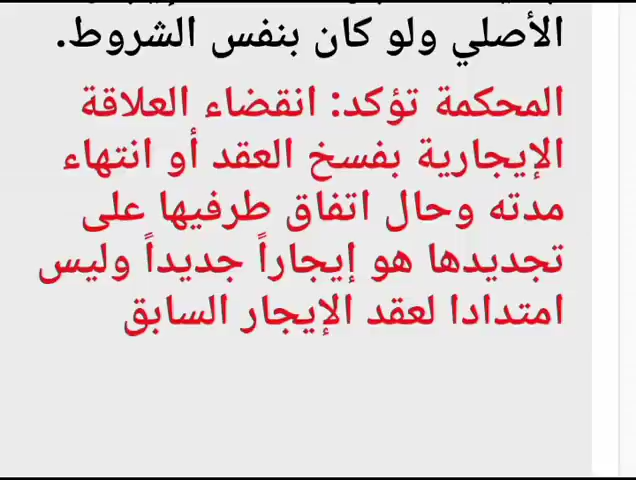 الأصلي ولو كان بنفس الشروط.
المحكمة تؤكد: انقضاء العلاقة
الإيجارية بفسخ العقد أو انتهاء
مدته وحال اتفاق طرفيها على
تجديدها هو إيجاراً جديداً وليس
امتدادا لعقد الإيجار السابق